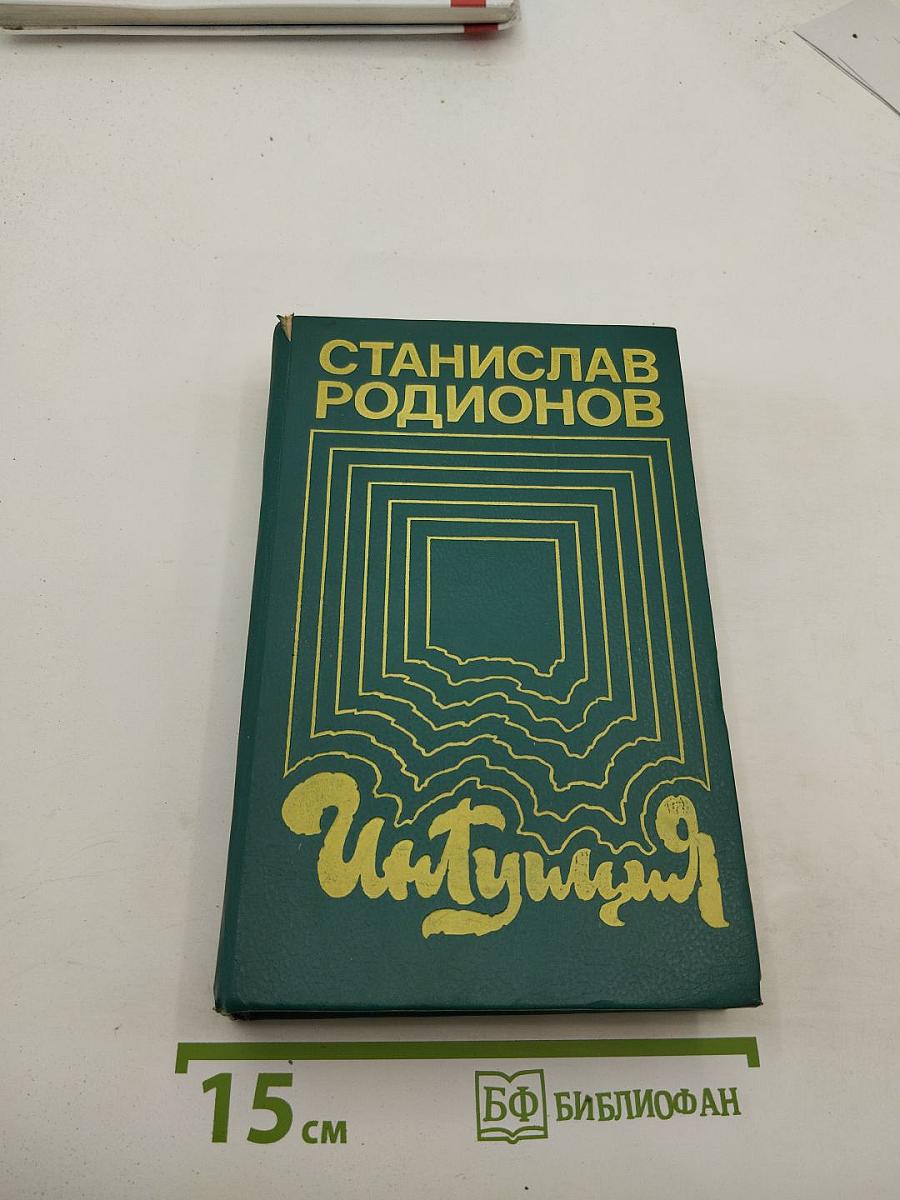 СТАНИСЛАВ
РОДИОНОВ
Интуиция
15 см
БФ БИБЛИОФАН